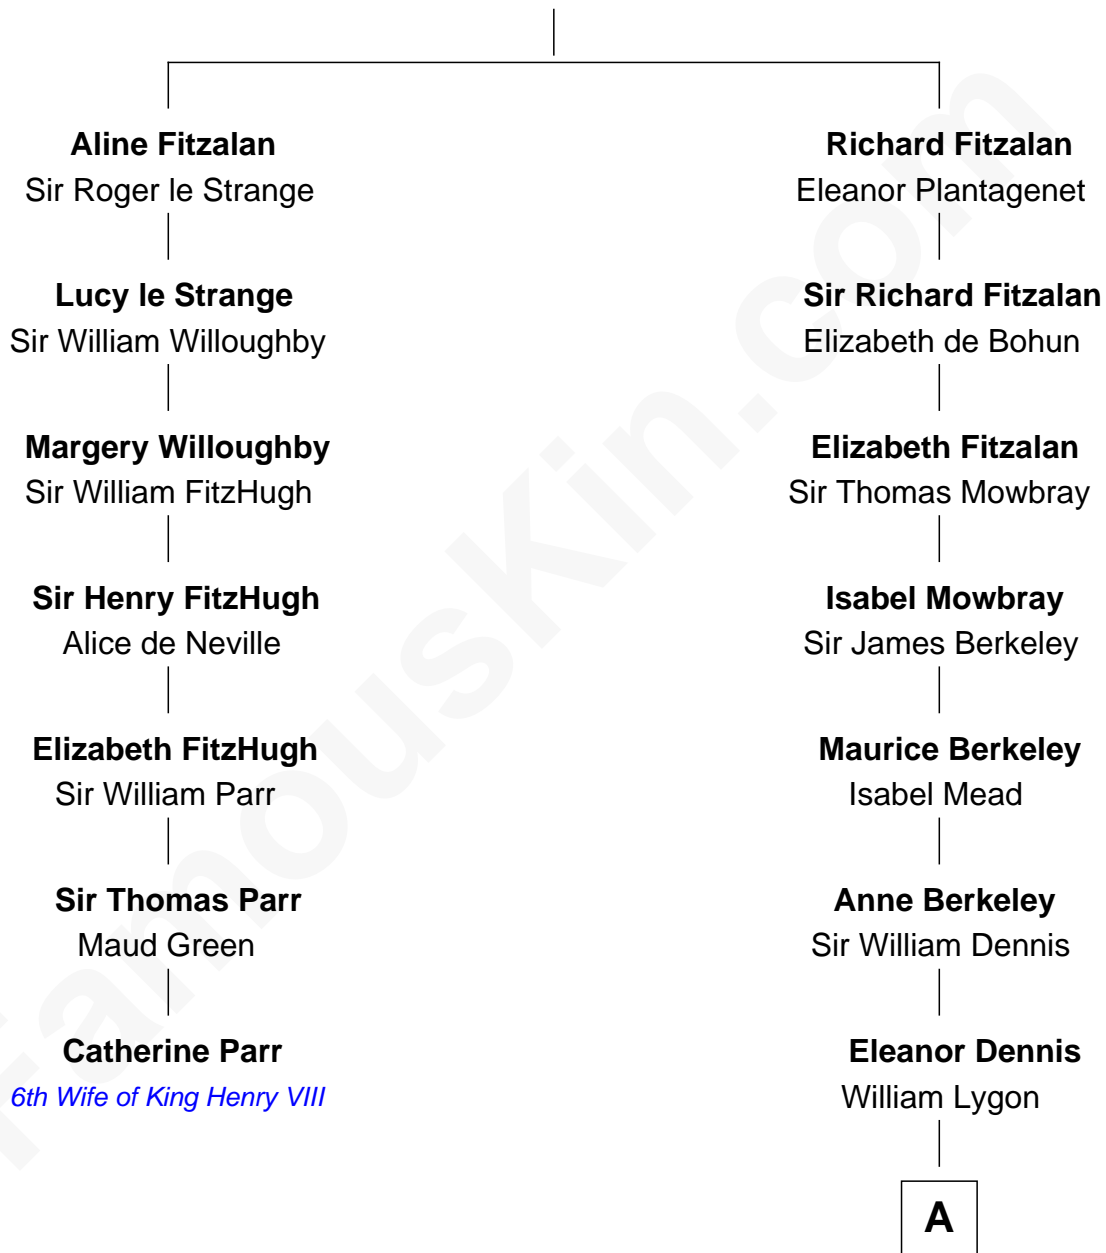 Aline Fitzalan
Sir Roger le Strange
Richard Fitzalan
Eleanor Plantagenet
Lucy le Strange
Sir William Willoughby
Sir Richard Fitzalan
Elizabeth de Bohun
Margery Willoughby
Sir William FitzHugh
Elizabeth Fitzalan
Sir Thomas Mowbray
Sir Henry FitzHugh
Alice de Neville
Isabel Mowbray
Sir James Berkeley
Elizabeth FitzHugh
Sir William Parr
Maurice Berkeley
Isabel Mead
Sir Thomas Parr
Maud Green
Anne Berkeley
Sir William Dennis
Catherine Parr
6th Wife of King Henry VIII
Eleanor Dennis
William Lygon
A
FamousKin.com